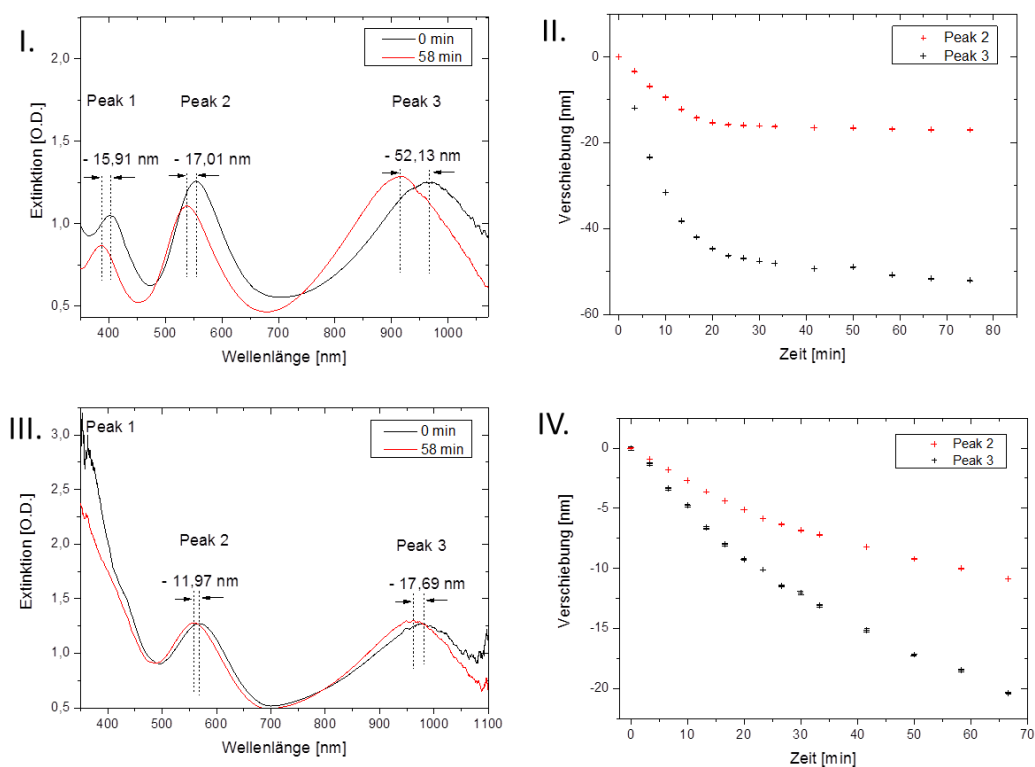 I.
2,0
1,5
1,0
0,5
Extinktion [O.D.]
0 min
58 min
Peak 1
Peak 2
Peak 3
- 15,91 nm
- 17,01 nm
- 52,13 nm
400 500 600 700 800 900 1000
Wellenlänge [nm]
II.
-0
-20
-40
-60
Verschiebung [nm]
Peak 2
Peak 3
0 10 20 30 40 50 60 70 80
Zeit [min]
III.
3,0
2,5
2,0
1,5
1,0
0,5
Extinktion [O.D.]
Peak 1
0 min
58 min
Peak 2
Peak 3
- 11,97 nm
- 17,69 nm
400 500 600 700 800 900 1000 1100
Wellenlänge [nm]
IV.
0
-5
-10
-15
-20
Verschiebung [nm]
Peak 2
Peak 3
0 10 20 30 40 50 60 70
Zeit [min]